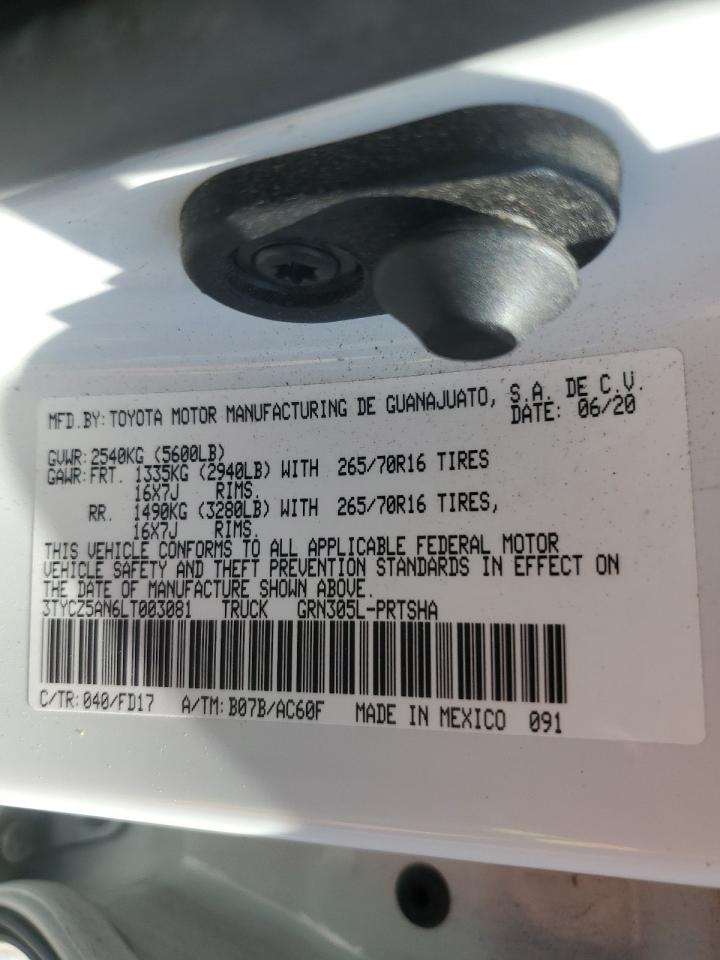 MFD.BY: TOYOTA MOTOR MANUFACTURING DE GUANAJUATO, S.A. DE C.V.
DATE: 06/20
GVWR: 2540KG (5600LB)
GAWR: FRT. 1335KG (2940LB) WITH 265/70R16 TIRES
16X7J RIMS.
RR. 1490KG (3280LB) WITH 265/70R16 TIRES,
16X7J RIMS.
THIS VEHICLE CONFORMS TO ALL APPLICABLE FEDERAL MOTOR
VEHICLE SAFETY AND THEFT PREVENTION STANDARDS IN EFFECT ON
THE DATE OF MANUFACTURE SHOWN ABOVE.
3TYCZ5AN6LT003081 TRUCK GRN305L-PRTSHA
C/TR: 040/FD17 A/TM: B07B/AC60F MADE IN MEXICO 091